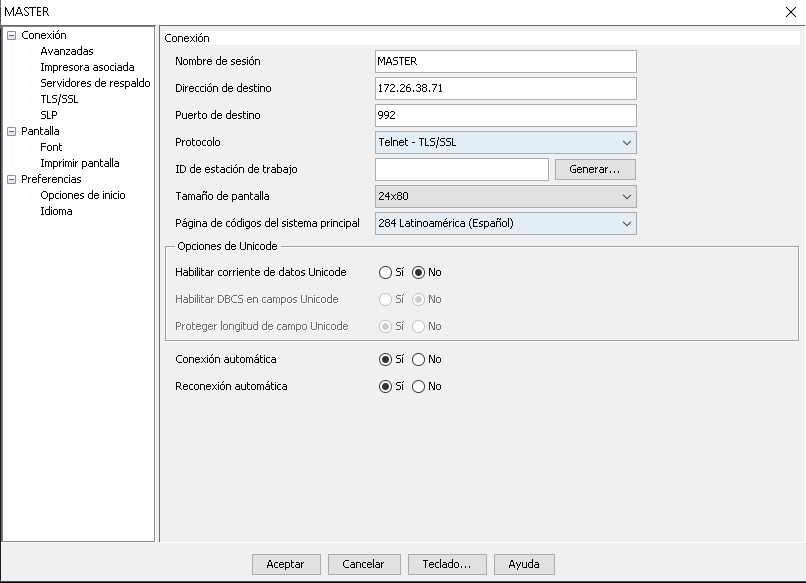 MASTER
Conexión
Avanzadas
Impresora asociada
Servidores de respaldo
TLS/SSL
SLP
Pantalla
Font
Imprimir pantalla
Preferencias
Opciones de inicio
Idioma
Conexión
Nombre de sesión MASTER
Dirección de destino 172.26.38.71
Puerto de destino 992
Protocolo Telnet - TLS/SSL
ID de estación de trabajo Generar...
Tamaño de pantalla 24x80
Página de códigos del sistema principal 284 Latinoamérica (Español)
Opciones de Unicode
Habilitar corriente de datos Unicode Sí No
Habilitar DBCS en campos Unicode Sí No
Proteger longitud de campo Unicode Sí No
Conexión automática Sí No
Reconexión automática Sí No
Aceptar Cancelar Teclado... Ayuda